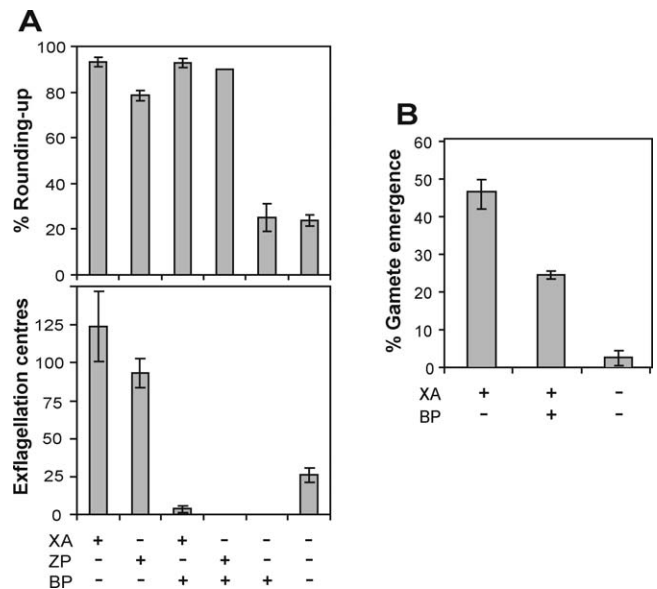 A
% Rounding-up
100
80
60
40
20
0
Exflagellation centres
125
100
75
50
25
0
XA + - + - - -
ZP - + - + - -
BP - - + + + -
B
% Gamete emergence
60
50
40
30
20
10
0
XA + + -
BP - + -